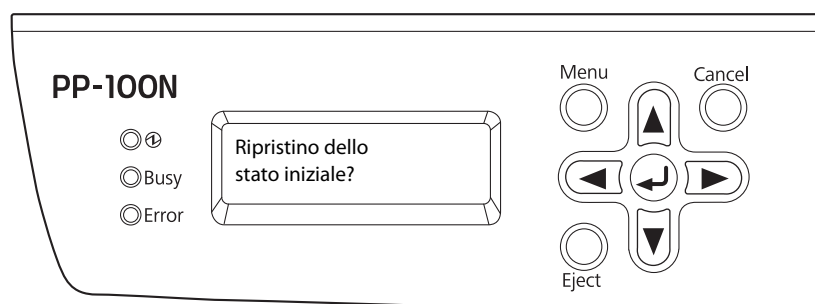 PP-100N
Menu
Cancel
Ripristino dello
stato iniziale?
Busy
Error
Eject